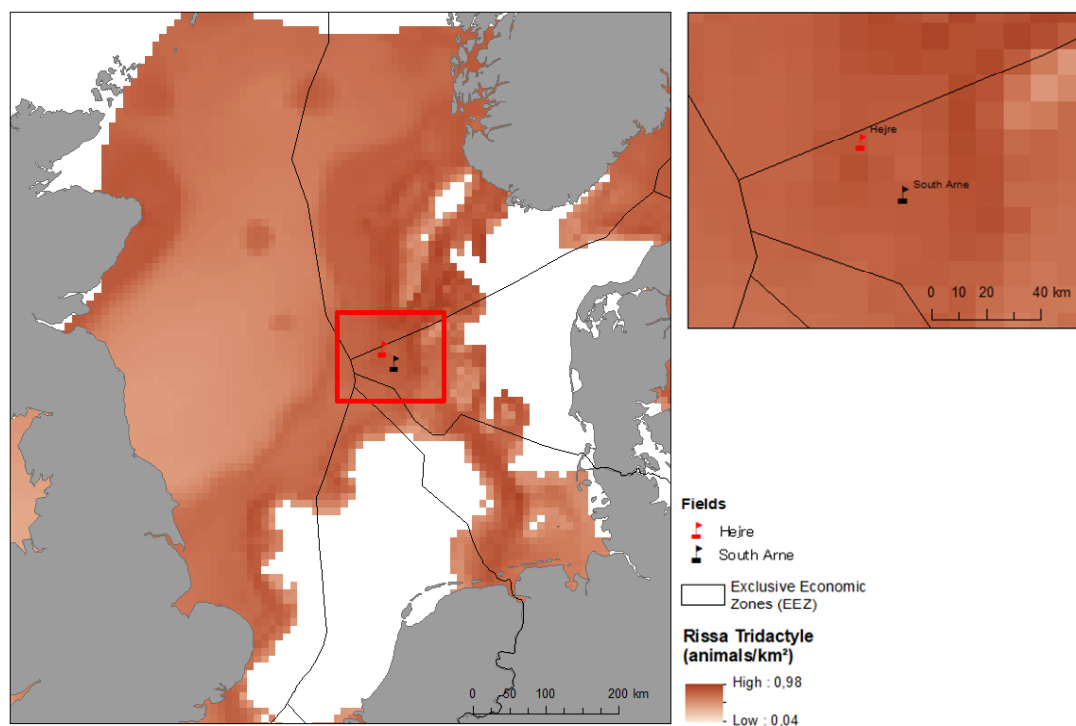 Hejre
South Arne
0 10 20 40 km
Fields
Hejre
South Arne
Exclusive Economic
Zones (EEZ)
Rissa Tridactyle
(animals/km²)
High : 0,98
Low : 0,04
0 50 100 200 km